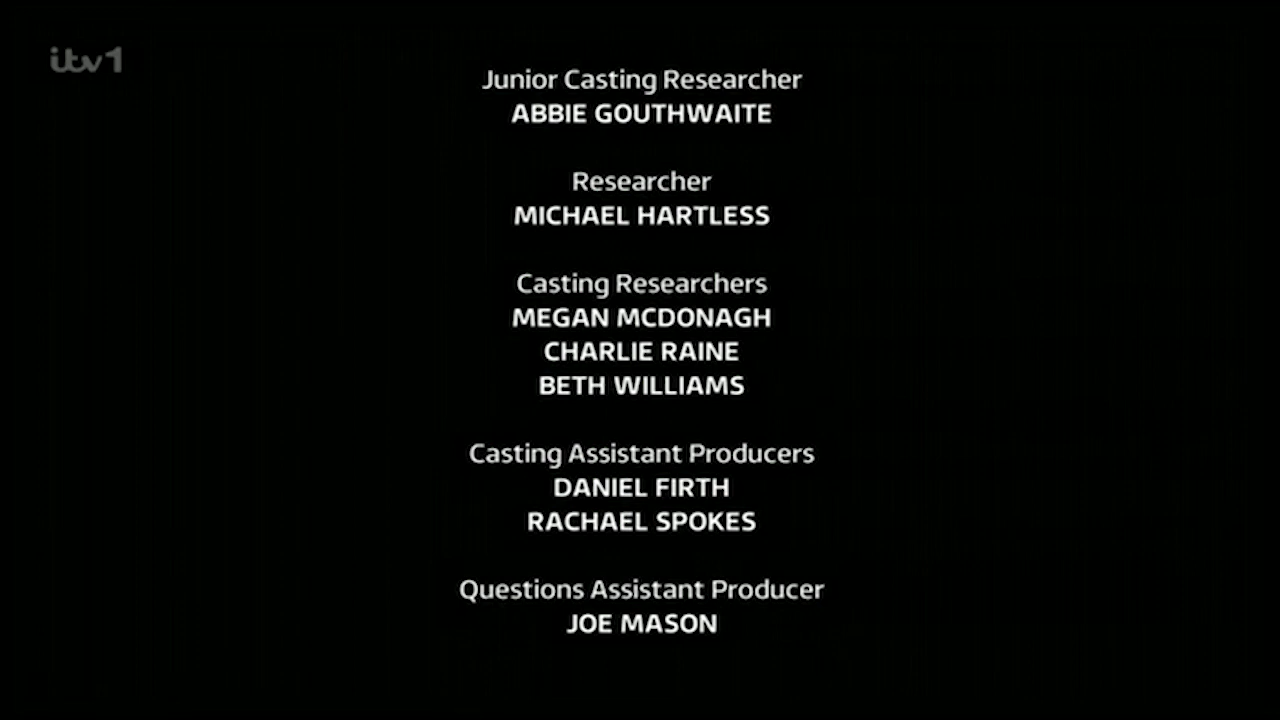 itv1
Junior Casting Researcher
ABBIE GOUTHWAITE
Researcher
MICHAEL HARTLESS
Casting Researchers
MEGAN MCDONAGH
CHARLIE RAINE
BETH WILLIAMS
Casting Assistant Producers
DANIEL FIRTH
RACHAEL SPOKES
Questions Assistant Producer
JOE MASON